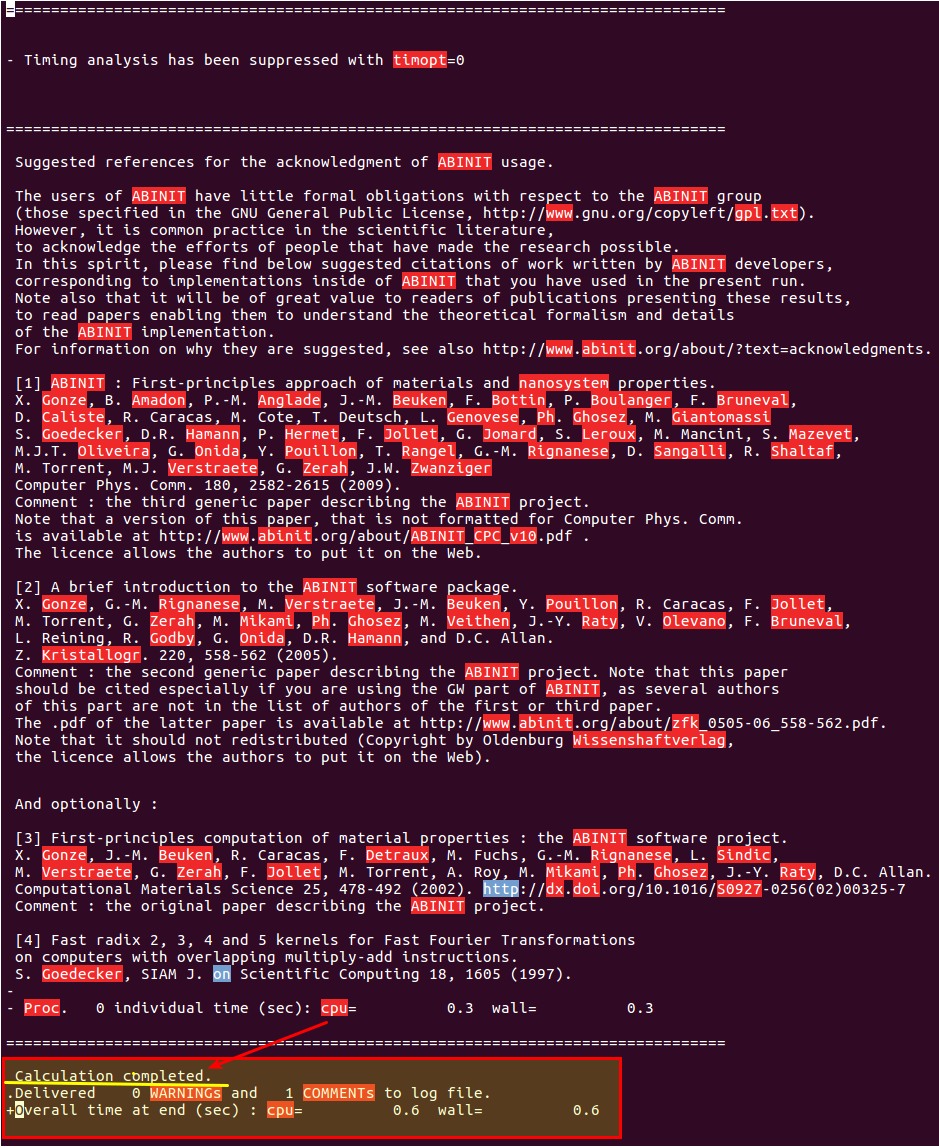 ================================================================================
- Timing analysis has been suppressed with timopt=0
================================================================================
Suggested references for the acknowledgment of ABINIT usage.
The users of ABINIT have little formal obligations with respect to the ABINIT group
(those specified in the GNU General Public License, http://www.gnu.org/copyleft/gpl.txt).
However, it is common practice in the scientific literature,
to acknowledge the efforts of people that have made the research possible.
In this spirit, please find below suggested citations of work written by ABINIT developers,
corresponding to implementations inside of ABINIT that you have used in the present run.
Note also that it will be of great value to readers of publications presenting these results,
to read papers enabling them to understand the theoretical formalism and details
of the ABINIT implementation.
For information on why they are suggested, see also http://www.abinit.org/about/?text=acknowledgments.
[1] ABINIT : First-principles approach of materials and nanosystem properties.
X. Gonze, B. Amadon, P.-M. Anglade, J.-M. Beuken, F. Bottin, P. Boulanger, F. Bruneval,
D. Caliste, R. Caracas, M. Cote, T. Deutsch, L. Genovese, Ph. Ghosez, M. Giantomassi
S. Goedecker, D.R. Hamann, P. Hermet, F. Jollet, G. Jomard, S. Leroux, M. Mancini, S. Mazevet,
M.J.T. Oliveira, G. Onida, Y. Pouillon, T. Rangel, G.-M. Rignanese, D. Sangalli, R. Shaltaf,
M. Torrent, M.J. Verstraete, G. Zerah, J.W. Zwanziger
Computer Phys. Comm. 180, 2582-2615 (2009).
Comment : the third generic paper describing the ABINIT project.
Note that a version of this paper, that is not formatted for Computer Phys. Comm.
is available at http://www.abinit.org/about/ABINIT_CPC_v10.pdf .
The licence allows the authors to put it on the Web.
[2] A brief introduction to the ABINIT software package.
X. Gonze, G.-M. Rignanese, M. Verstraete, J.-M. Beuken, Y. Pouillon, R. Caracas, F. Jollet,
M. Torrent, G. Zerah, M. Mikami, Ph. Ghosez, M. Veithen, J.-Y. Raty, V. Olevano, F. Bruneval,
L. Reining, R. Godby, G. Onida, D.R. Hamann, and D.C. Allan.
Z. Kristallogr. 220, 558-562 (2005).
Comment : the second generic paper describing the ABINIT project. Note that this paper
should be cited especially if you are using the GW part of ABINIT, as several authors
of this part are not in the list of authors of the first or third paper.
The .pdf of the latter paper is available at http://www.abinit.org/about/zfk_0505-06_558-562.pdf.
Note that it should not redistributed (Copyright by Oldenburg Wissenshaftverlag,
the licence allows the authors to put it on the Web).
And optionally :
[3] First-principles computation of material properties : the ABINIT software project.
X. Gonze, J.-M. Beuken, R. Caracas, F. Detraux, M. Fuchs, G.-M. Rignanese, L. Sindic,
M. Verstraete, G. Zerah, F. Jollet, M. Torrent, A. Roy, M. Mikami, Ph. Ghosez, J.-Y. Raty, D.C. Allan.
Computational Materials Science 25, 478-492 (2002). http://dx.doi.org/10.1016/S0927-0256(02)00325-7
Comment : the original paper describing the ABINIT project.
[4] Fast radix 2, 3, 4 and 5 kernels for Fast Fourier Transformations
on computers with overlapping multiply-add instructions.
S. Goedecker, SIAM J. on Scientific Computing 18, 1605 (1997).
-
- Proc. 0 individual time (sec): cpu= 0.3 wall= 0.3
================================================================================
Calculation completed.
.Delivered 0 WARNINGs and 1 COMMENTs to log file.
+Overall time at end (sec) : cpu= 0.6 wall= 0.6